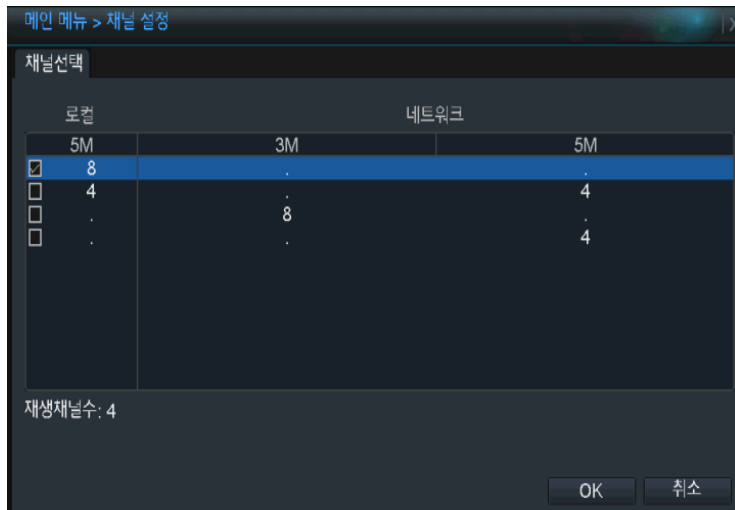 메인 메뉴 > 채널 설정
채널선택
로컬 네트워크
5M 3M 5M
8 . .
4 . 4
. 8 .
. . 4
재생채널수: 4
OK 취소